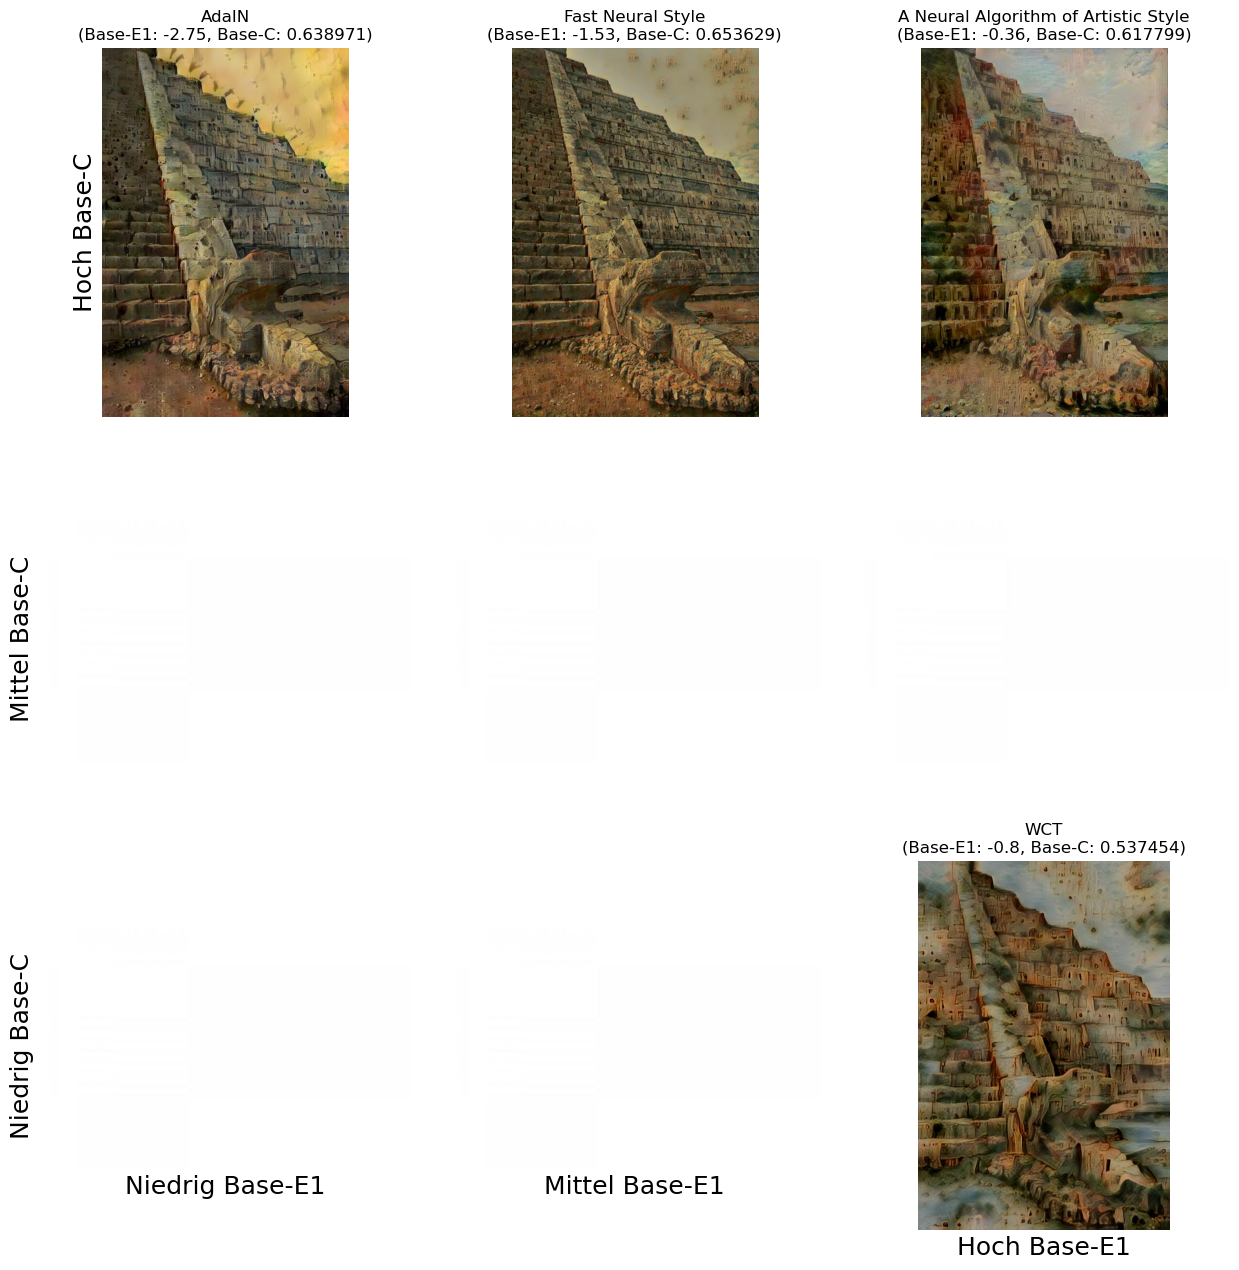 AdaIN
(Base-E1: -2.75, Base-C: 0.638971)
Fast Neural Style
(Base-E1: -1.53, Base-C: 0.653629)
A Neural Algorithm of Artistic Style
(Base-E1: -0.36, Base-C: 0.617799)
Hoch Base-C
Mittel Base-C
WCT
(Base-E1: -0.8, Base-C: 0.537454)
Niedrig Base-C
Niedrig Base-E1
Mittel Base-E1
Hoch Base-E1